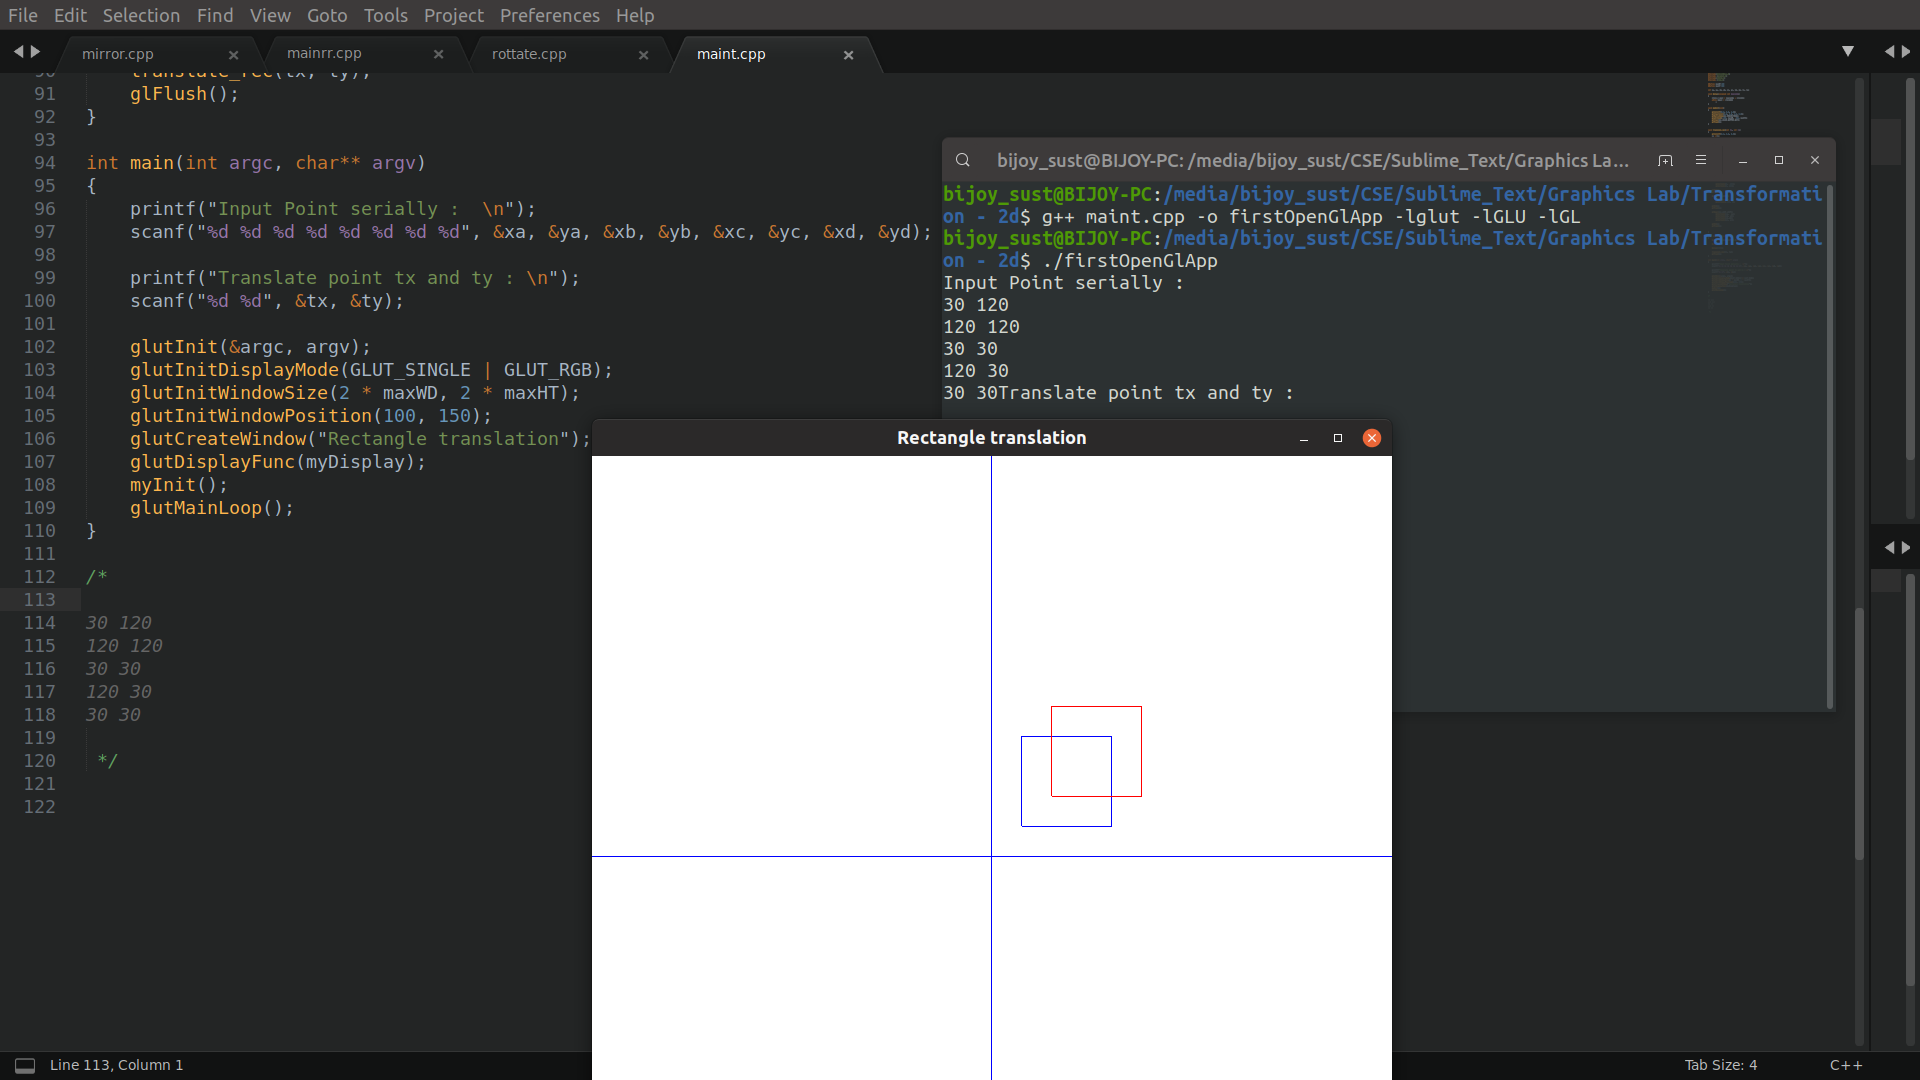 File Edit Selection Find View Goto Tools Project Preferences Help
mirror.cpp mainrr.cpp rottate.cpp maint.cpp
90 translate_rec(tx, ty);
91 glFlush();
92 }
93
94 int main(int argc, char** argv)
95 {
96 printf("Input Point serially :  \n");
97 scanf("%d %d %d %d %d %d %d %d", &xa, &ya, &xb, &yb, &xc, &yc, &xd, &yd);
98
99 printf("Translate point tx and ty : \n");
100 scanf("%d %d", &tx, &ty);
101
102 glutInit(&argc, argv);
103 glutInitDisplayMode(GLUT_SINGLE | GLUT_RGB);
104 glutInitWindowSize(2 * maxWD, 2 * maxHT);
105 glutInitWindowPosition(100, 150);
106 glutCreateWindow("Rectangle translation");
107 glutDisplayFunc(myDisplay);
108 myInit();
109 glutMainLoop();
110 }
111
112 /*
113
114 30 120
115 120 120
116 30 30
117 120 30
118 30 30
119
120 */
121
122
bijoy_sust@BIJOY-PC: /media/bijoy_sust/CSE/Sublime_Text/Graphics La...
bijoy_sust@BIJOY-PC:/media/bijoy_sust/CSE/Sublime_Text/Graphics Lab/Transformati
on - 2d$ g++ maint.cpp -o firstOpenGlApp -lglut -lGLU -lGL
bijoy_sust@BIJOY-PC:/media/bijoy_sust/CSE/Sublime_Text/Graphics Lab/Transformati
on - 2d$ ./firstOpenGlApp
Input Point serially :
30 120
120 120
30 30
120 30
30 30Translate point tx and ty :
Rectangle translation
Line 113, Column 1
Tab Size: 4
C++